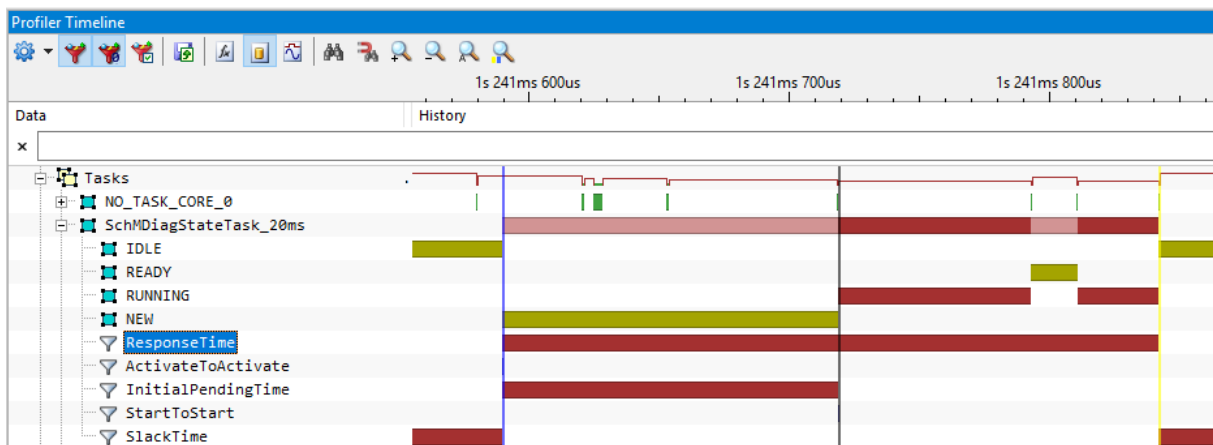 Profiler Timeline
1s 241ms 600us 1s 241ms 700us 1s 241ms 800us
Data History
Tasks
NO_TASK_CORE_0
SchMDiagStateTask_20ms
IDLE
READY
RUNNING
NEW
ResponseTime
ActivateToActivate
InitialPendingTime
StartToStart
SlackTime